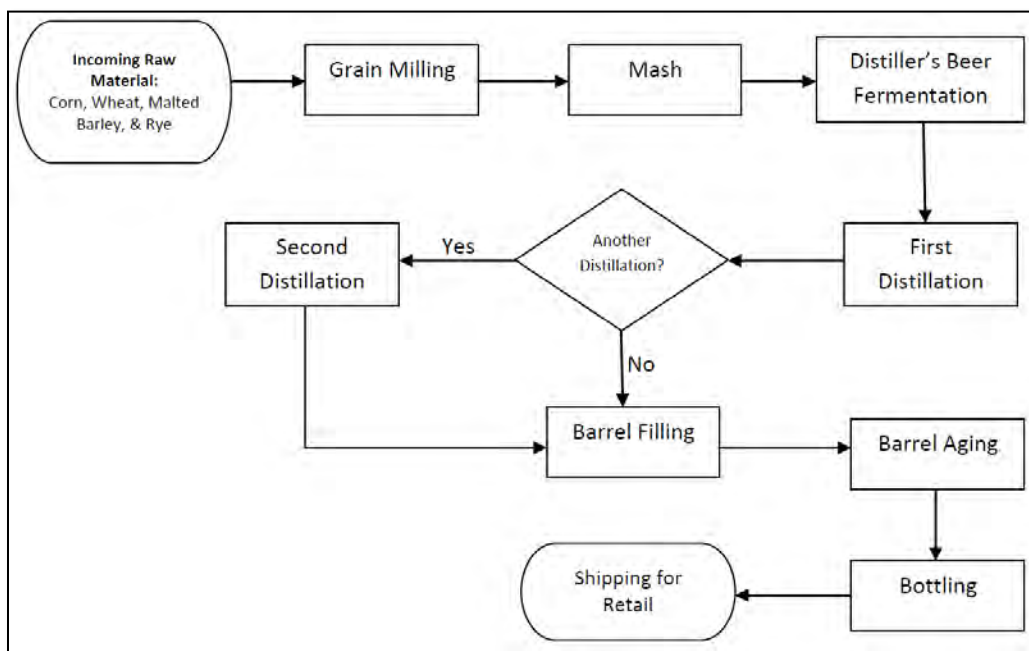 Incoming Raw
Material:
Corn, Wheat, Malted
Barley, & Rye
Grain Milling
Mash
Distiller's Beer
Fermentation
First
Distillation
Another
Distillation?
Yes
Second
Distillation
No
Barrel Filling
Barrel Aging
Bottling
Shipping for
Retail